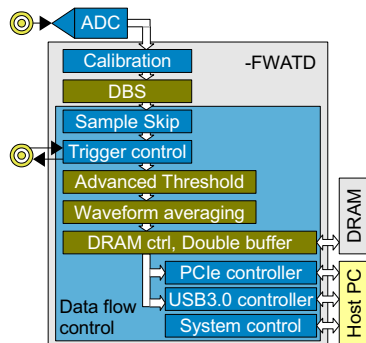 ADC
Calibration
-FWATD
DBS
Sample Skip
Trigger control
Advanced Threshold
Waveform averaging
DRAM ctrl, Double buffer
DRAM
PCIe controller
USB3.0 controller
System control
Host PC
Data flow
control